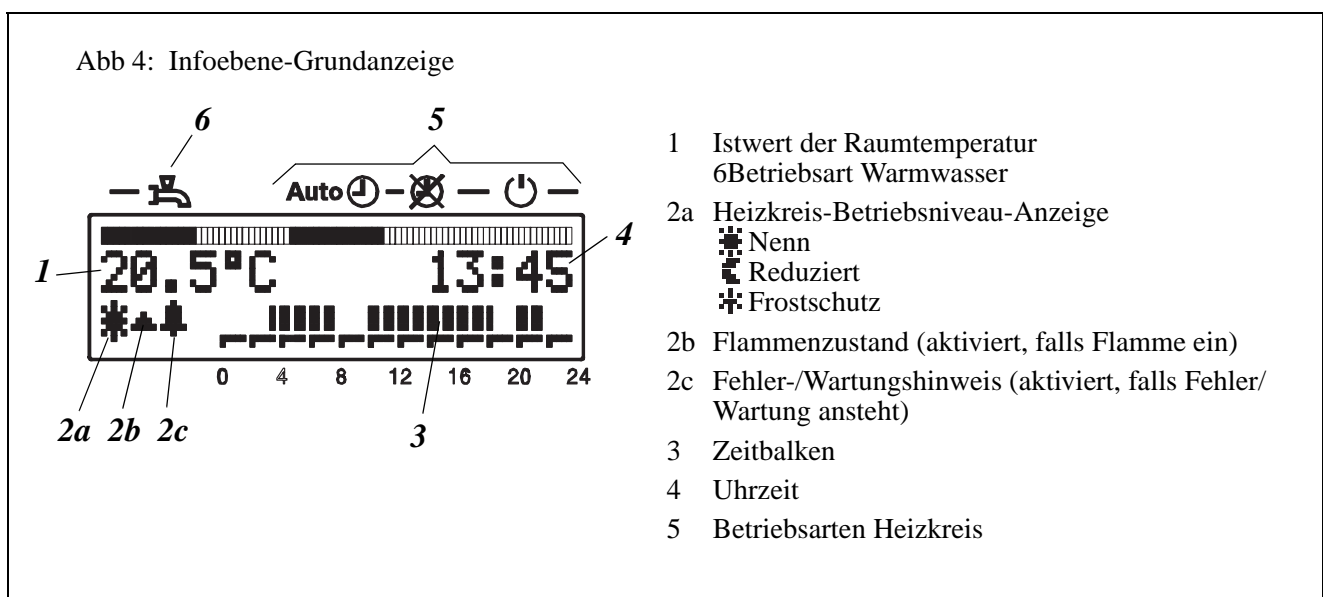 Abb 4: Infoebene-Grundanzeige
6 5
Auto
1 20.5°C 13:45 4
0 4 8 12 16 20 24
2a 2b 2c 3
1 Istwert der Raumtemperatur
6Betriebsart Warmwasser
2a Heizkreis-Betriebsniveau-Anzeige
Nenn
Reduziert
Frostschutz
2b Flammenzustand (aktiviert, falls Flamme ein)
2c Fehler-/Wartungshinweis (aktiviert, falls Fehler/
Wartung ansteht)
3 Zeitbalken
4 Uhrzeit
5 Betriebsarten Heizkreis